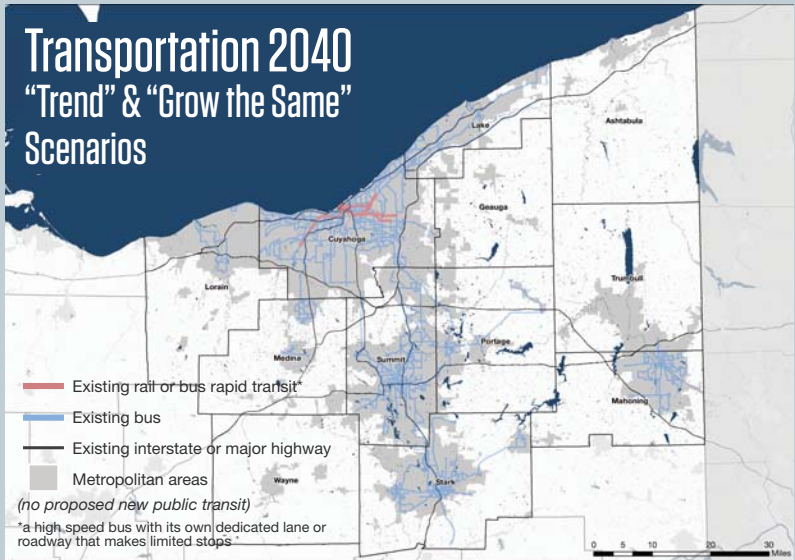 Transportation 2040
“Trend” & “Grow the Same”
Scenarios
Lake
Ashtabula
Geauga
Cuyahoga
Lorain
Trumbull
Portage
Medina
Summit
Mahoning
Wayne
Stark
Existing rail or bus rapid transit*
Existing bus
Existing interstate or major highway
Metropolitan areas
(no proposed new public transit)
*a high speed bus with its own dedicated lane or
roadway that makes limited stops
0 5 10 20 30
Miles